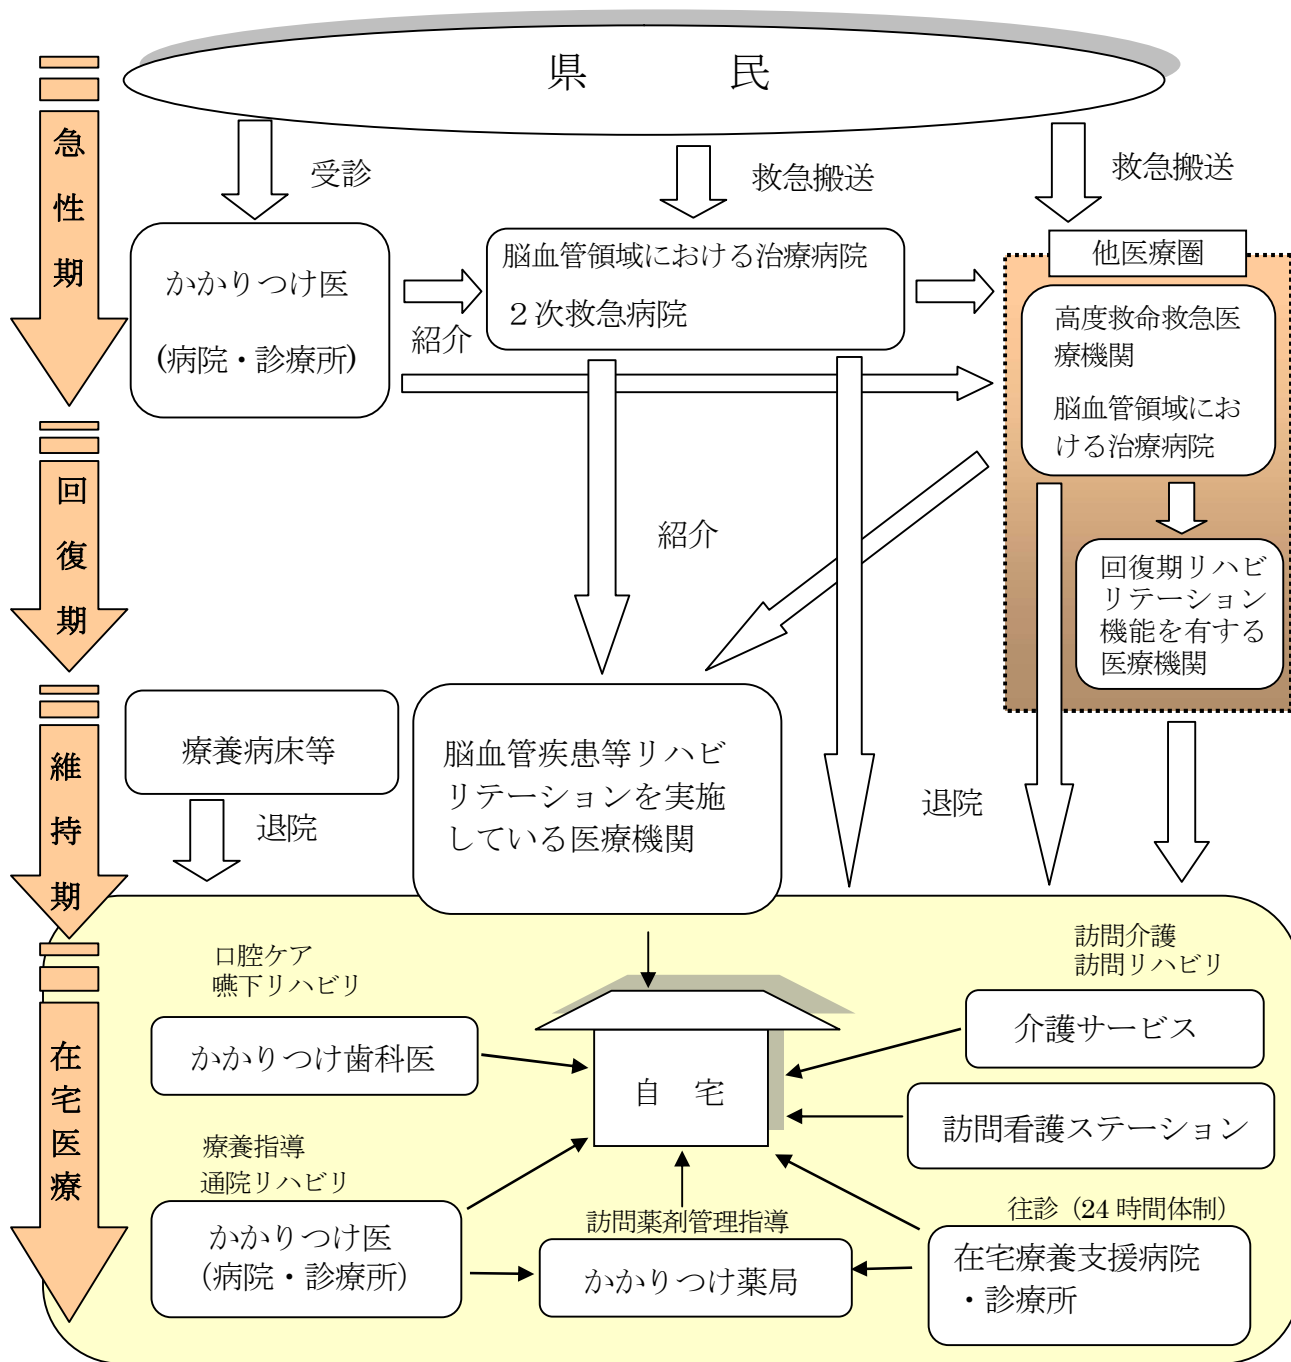 県 民
急性期
受診
救急搬送
救急搬送
かかりつけ医
(病院・診療所)
紹介
脳血管領域における治療病院
２次救急病院
他医療圏
高度救命救急医
療機関
脳血管領域にお
ける治療病院
回復期
紹介
回復期リハビ
リテーション
機能を有する
医療機関
維持期
療養病床等
退院
脳血管疾患等リハビ
リテーションを実施
している医療機関
退院
在宅医療
口腔ケア
嚥下リハビリ
かかりつけ歯科医
訪問介護
訪問リハビリ
介護サービス
自 宅
訪問看護ステーション
療養指導
通院リハビリ
かかりつけ医
(病院・診療所)
訪問薬剤管理指導
かかりつけ薬局
往診（24 時間体制）
在宅療養支援病院
・診療所